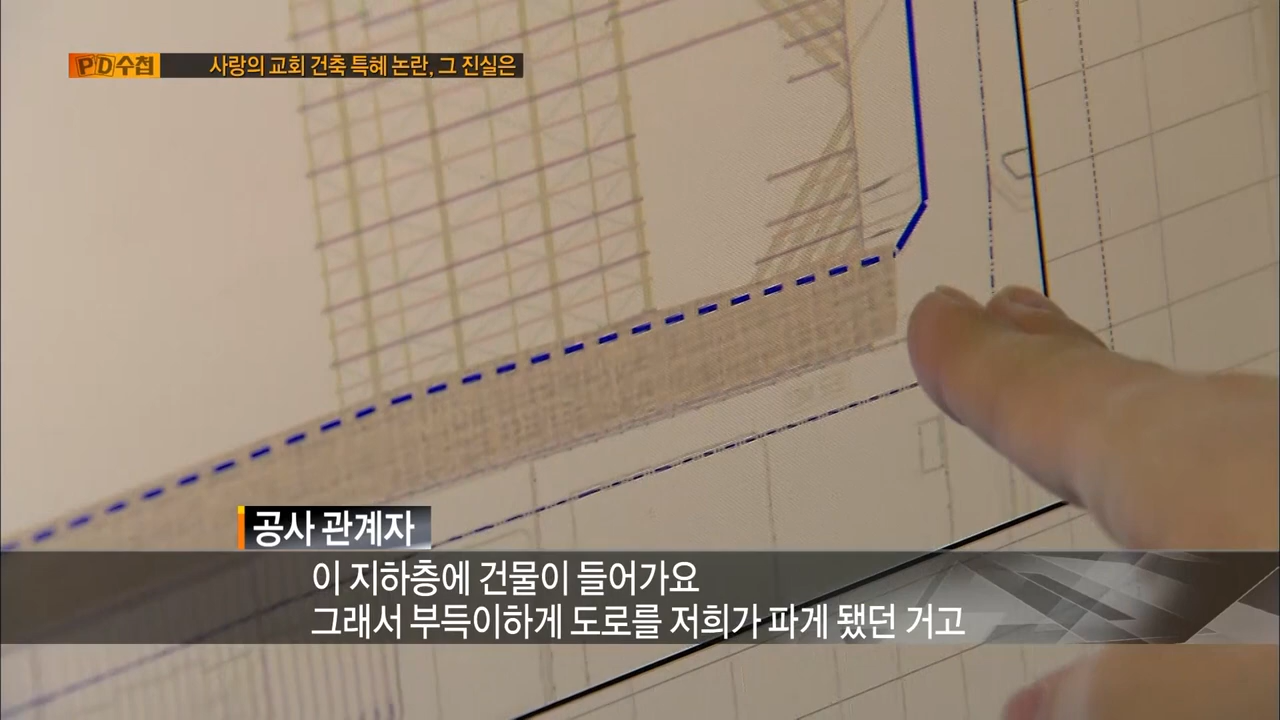 PD수첩
사랑의 교회 건축 특혜 논란, 그 진실은
공사 관계자
이 지하층에 건물이 들어가요
그래서 부득이하게 도로를 저희가 파게 됐던 거고